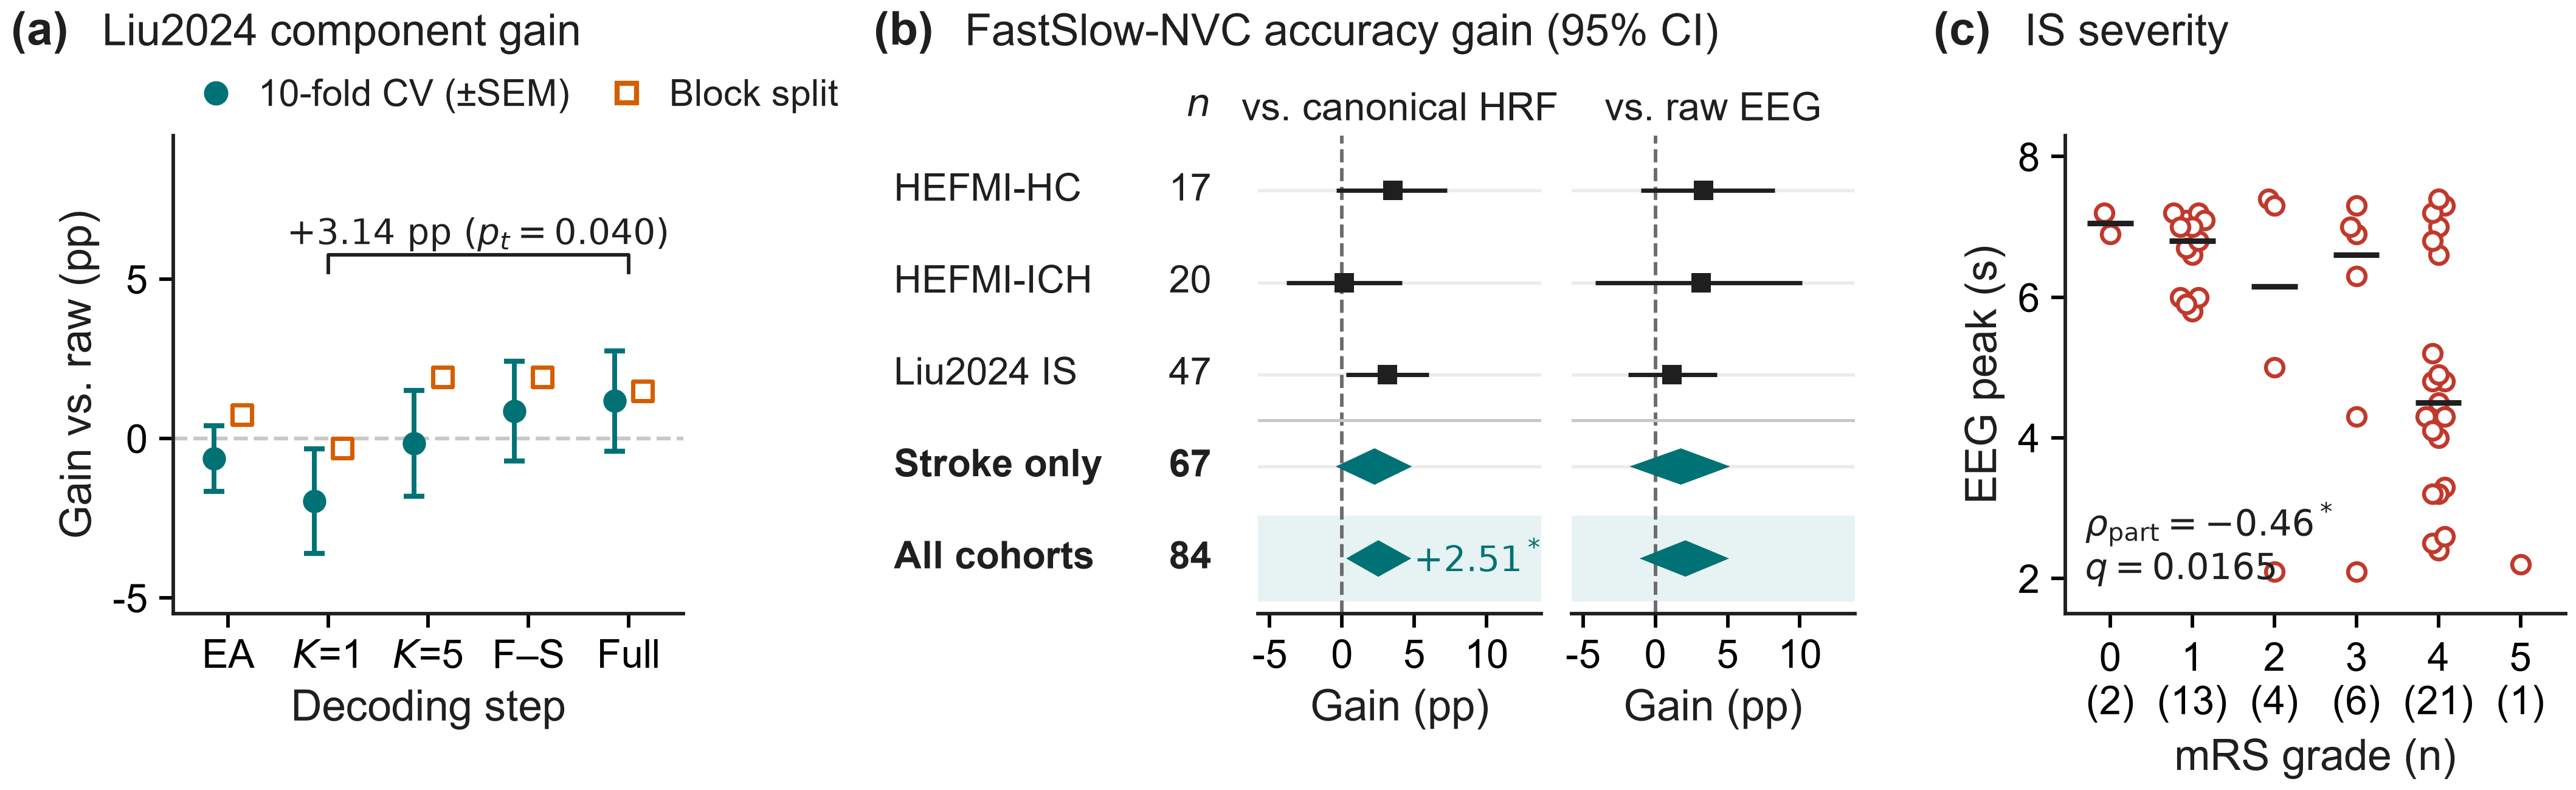 (a) Liu2024 component gain
10-fold CV (±SEM) Block split
+3.14 pp (pt = 0.040)
Gain vs. raw (pp)
5
0
-5
EA K=1 K=5 F–S Full
Decoding step
(b) FastSlow-NVC accuracy gain (95% CI)
n vs. canonical HRF vs. raw EEG
HEFMI-HC 17
HEFMI-ICH 20
Liu2024 IS 47
Stroke only 67
All cohorts 84 +2.51*
-5 0 5 10 -5 0 5 10
Gain (pp) Gain (pp)
(c) IS severity
EEG peak (s)
8
6
4
2
ρpart = −0.46*
q = 0.0165
0 1 2 3 4 5
(2) (13) (4) (6) (21) (1)
mRS grade (n)